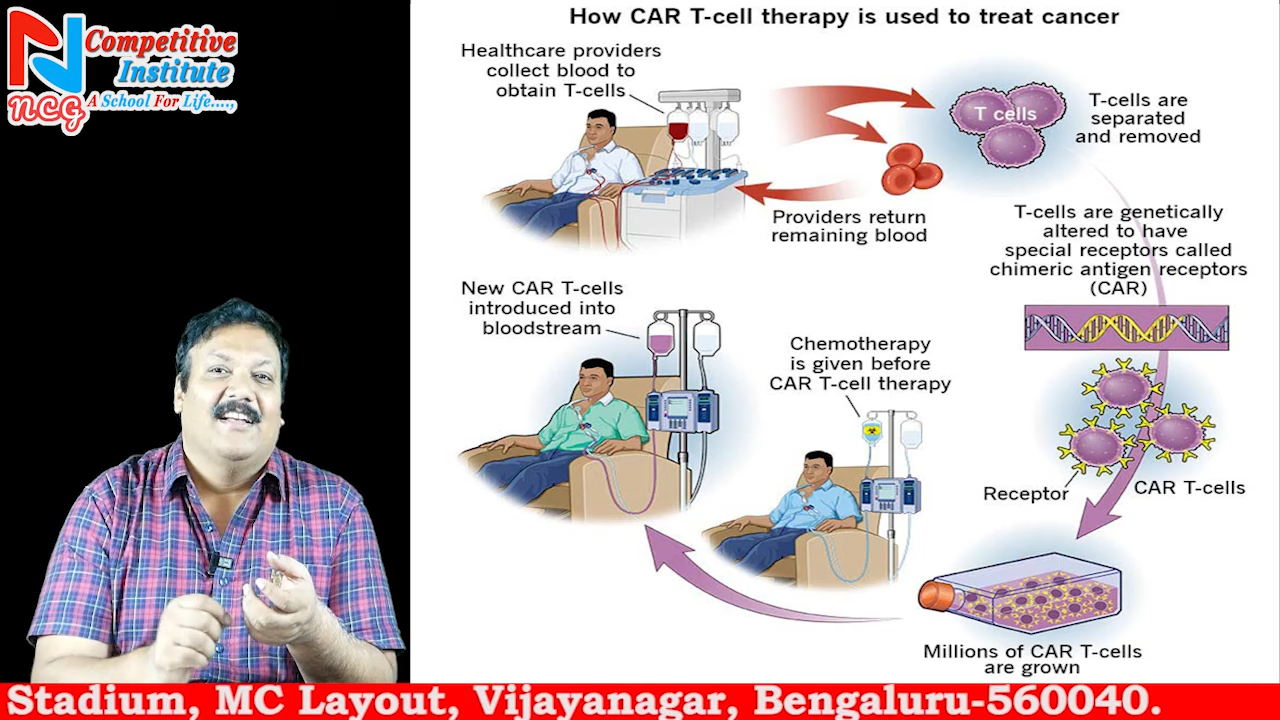 Competitive
Institute
ncg
A School For Life....,
How CAR T-cell therapy is used to treat cancer
Healthcare providers
collect blood to
obtain T-cells
T cells
T-cells are
separated
and removed
Providers return
remaining blood
T-cells are genetically
altered to have
special receptors called
chimeric antigen receptors
(CAR)
Receptor
CAR T-cells
Millions of CAR T-cells
are grown
Chemotherapy
is given before
CAR T-cell therapy
New CAR T-cells
introduced into
bloodstream
Stadium, MC Layout, Vijayanagar, Bengaluru-560040.